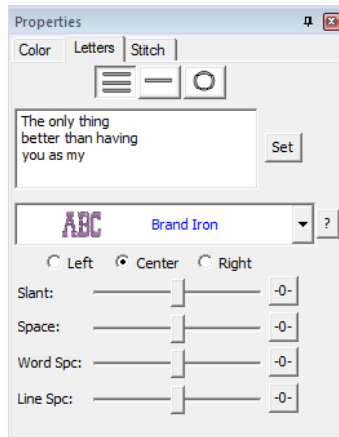 Properties
Color Letters Stitch
The only thing
better than having
you as my
Set
ABC Brand Iron ?
Left Center Right
Slant: -0-
Space: -0-
Word Spc: -0-
Line Spc: -0-